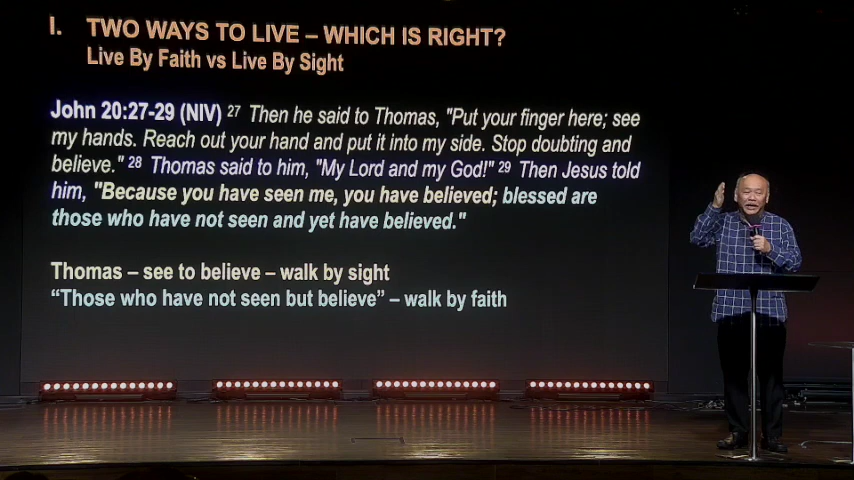 I. TWO WAYS TO LIVE – WHICH IS RIGHT?
Live By Faith vs Live By Sight
John 20:27-29 (NIV) 27 Then he said to Thomas, "Put your finger here; see
my hands. Reach out your hand and put it into my side. Stop doubting and
believe." 28 Thomas said to him, "My Lord and my God!" 29 Then Jesus told
him, "Because you have seen me, you have believed; blessed are
those who have not seen and yet have believed."
Thomas – see to believe – walk by sight
“Those who have not seen but believe” – walk by faith